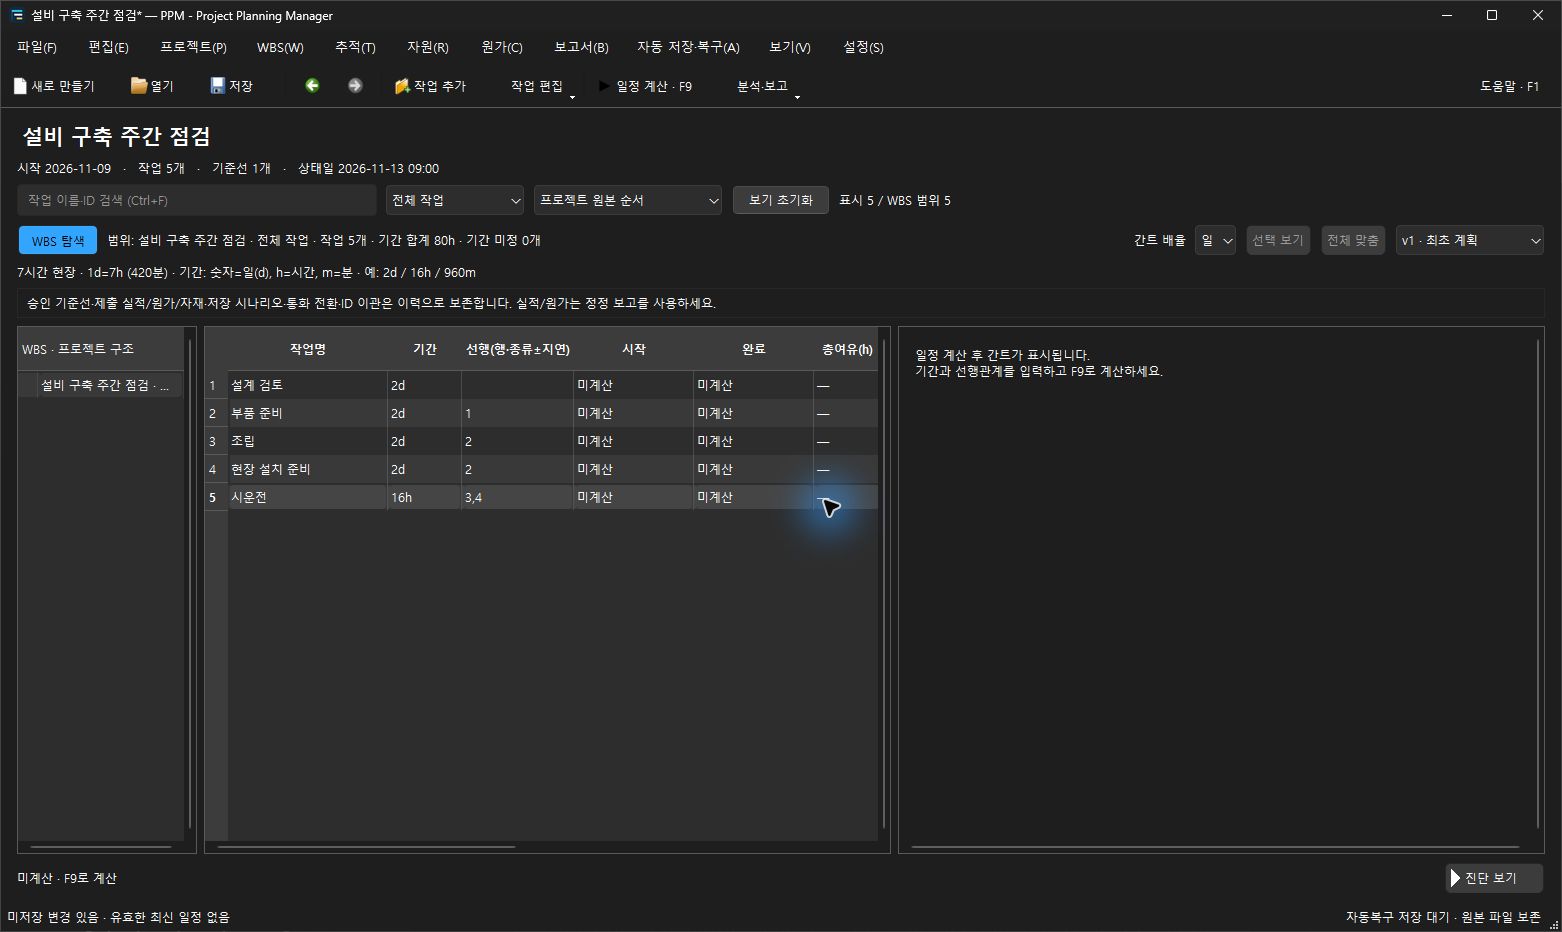 설비 구축 주간 점검* — PPM - Project Planning Manager
파일(F) 편집(E) 프로젝트(P) WBS(W) 추적(T) 자원(R) 원가(C) 보고서(B) 자동 저장·복구(A) 보기(V) 설정(S)
새로 만들기 열기 저장 작업 추가 작업 편집 일정 계산 · F9 분석·보고 도움말 · F1
설비 구축 주간 점검
시작 2026-11-09 · 작업 5개 · 기준선 1개 · 상태일 2026-11-13 09:00
작업 이름·ID 검색 (Ctrl+F) 전체 작업 프로젝트 원본 순서 보기 초기화 표시 5 / WBS 범위 5
WBS 탐색 범위: 설비 구축 주간 점검 · 전체 작업 · 작업 5개 · 기간 합계 80h · 기간 미정 0개 간트 배율 일 선택 보기 전체 맞춤 v1 · 최초 계획
7시간 현장 · 1d=7h (420분) · 기간: 숫자=일(d), h=시간, m=분 · 예: 2d / 16h / 960m
승인 기준선·제출 실적/원가/자재·저장 시나리오·통화 전환·ID 이관은 이력으로 보존합니다. 실적/원가는 정정 보고를 사용하세요.
WBS · 프로젝트 구조
설비 구축 주간 점검 · ...
작업명 기간 선행(행·종류±지연) 시작 완료 총여유(h)
1 설계 검토 2d 미계산 미계산 —
2 부품 준비 2d 1 미계산 미계산 —
3 조립 2d 2 미계산 미계산 —
4 현장 설치 준비 2d 2 미계산 미계산 —
5 시운전 16h 3,4 미계산 미계산 —
일정 계산 후 간트가 표시됩니다.
기간과 선행관계를 입력하고 F9로 계산하세요.
미계산 · F9로 계산 진단 보기
미저장 변경 있음 · 유효한 최신 일정 없음 자동복구 저장 대기 · 원본 파일 보존